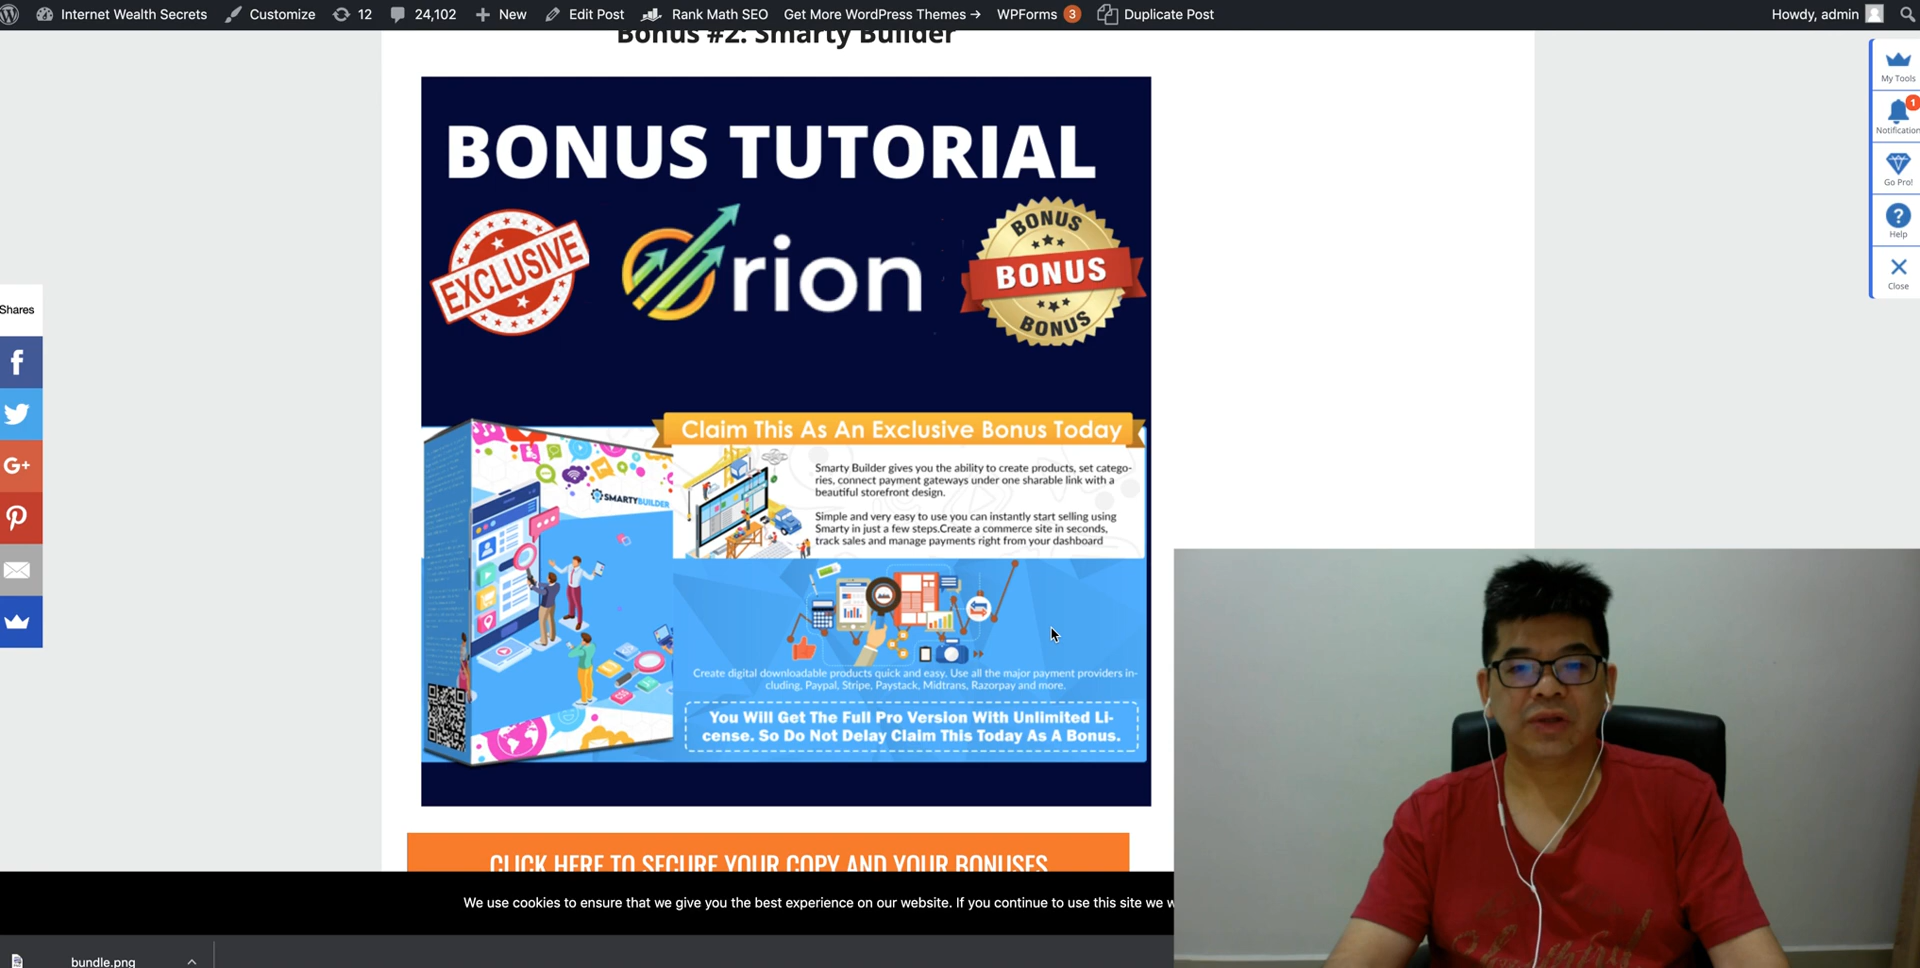 Internet Wealth Secrets
Customize
12
24,102
New
Edit Post
Rank Math SEO
Get More WordPress Themes →
WPForms 3
Duplicate Post
Howdy, admin
Bonus #2: Smarty Builder
My Tools
1
Notification
Go Pro!
Help
Close
Shares
BONUS TUTORIAL
EXCLUSIVE
Orion
BONUS
BONUS
BONUS
Claim This As An Exclusive Bonus Today
Smarty Builder gives you the ability to create products, set catego-
ries, connect payment gateways under one sharable link with a
beautiful storefront design.
Simple and very easy to use you can instantly start selling using
Smarty in just a few steps.Create a commerce site in seconds,
track sales and manage payments right from your dashboard
SMARTYBUILDER
Create digital downloadable products quick and easy. Use all the major payment providers in-
cluding, Paypal, Stripe, Paystack, Midtrans, Razorpay and more.
You Will Get The Full Pro Version With Unlimited Li-
cense. So Do Not Delay Claim This Today As A Bonus.
CLICK HERE TO SECURE YOUR COPY AND YOUR BONUSES
We use cookies to ensure that we give you the best experience on our website. If you continue to use this site we
bundle.png